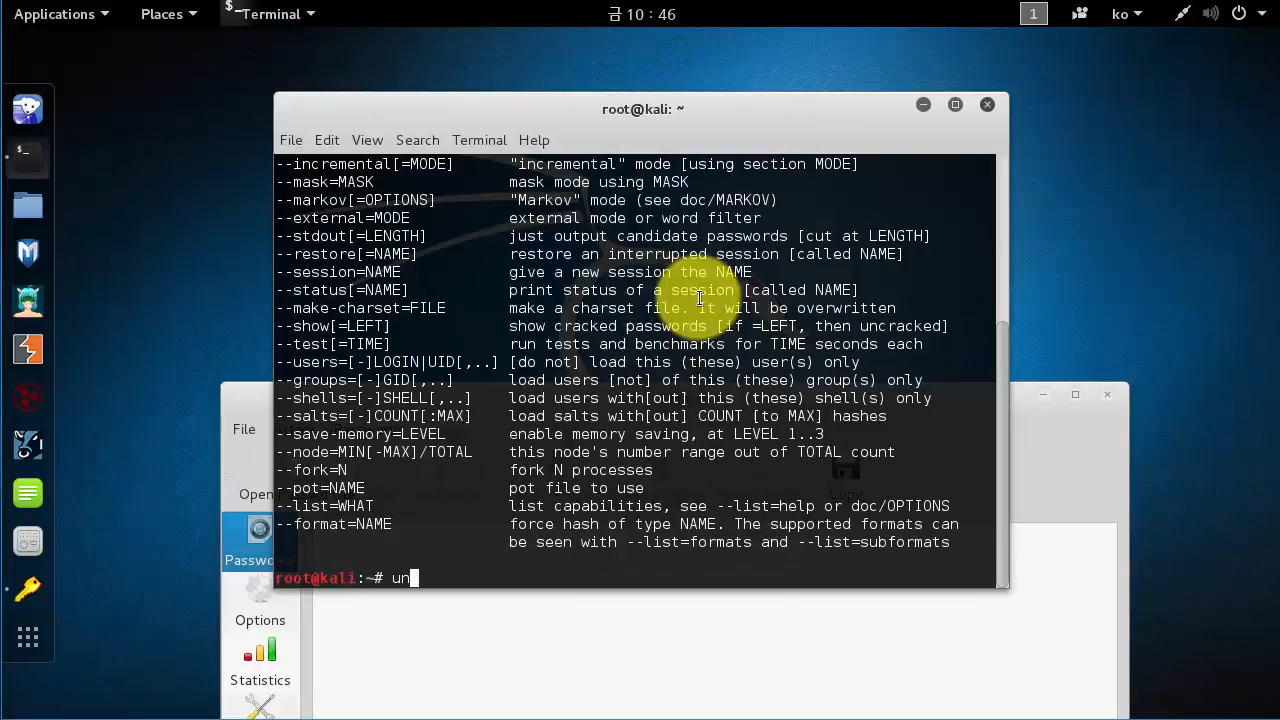 Applications
Places
Terminal
금 10 : 46
1
ko
root@kali: ~
File Edit View Search Terminal Help
--incremental[=MODE] "incremental" mode [using section MODE]
--mask=MASK mask mode using MASK
--markov[=OPTIONS] "Markov" mode (see doc/MARKOV)
--external=MODE external mode or word filter
--stdout[=LENGTH] just output candidate passwords [cut at LENGTH]
--restore[=NAME] restore an interrupted session [called NAME]
--session=NAME give a new session the NAME
--status[=NAME] print status of a session [called NAME]
--make-charset=FILE make a charset file. It will be overwritten
--show[=LEFT] show cracked passwords [if =LEFT, then uncracked]
--test[=TIME] run tests and benchmarks for TIME seconds each
--users=[-]LOGIN|UID[,..] [do not] load this (these) user(s) only
--groups=[-]GID[,..] load users [not] of this (these) group(s) only
--shells=[-]SHELL[,..] load users with[out] this (these) shell(s) only
--salts=[-]COUNT[:MAX] load salts with[out] COUNT [to MAX] hashes
--save-memory=LEVEL enable memory saving, at LEVEL 1..3
--node=MIN[-MAX]/TOTAL this node's number range out of TOTAL count
--fork=N fork N processes
--pot=NAME pot file to use
--list=WHAT list capabilities, see --list=help or doc/OPTIONS
--format=NAME force hash of type NAME. The supported formats can
be seen with --list=formats and --list=subformats
root@kali:~# un
File
Open
Copy
Passwo
Options
Statistics